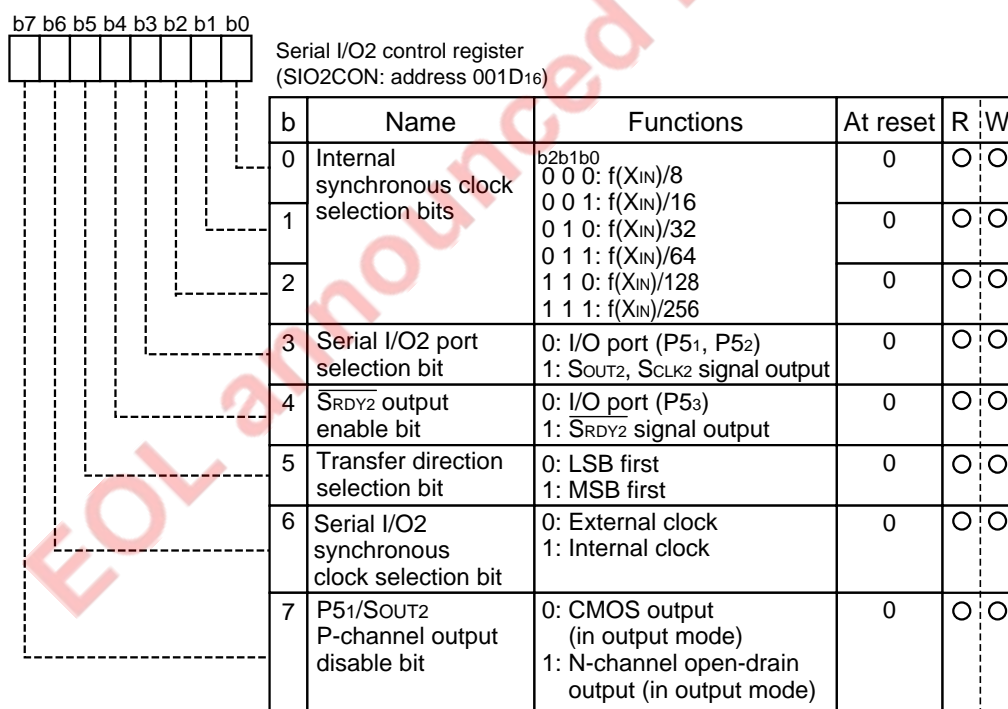 b7 b6 b5 b4 b3 b2 b1 b0
Serial I/O2 control register
(SIO2CON: address 001D16)
b Name Functions At reset R W
0 Internal synchronous clock selection bits
b2b1b0
0 0 0: f(XIN)/8
0 0 1: f(XIN)/16
0 1 0: f(XIN)/32
0 1 1: f(XIN)/64
1 1 0: f(XIN)/128
1 1 1: f(XIN)/256
0 O O
1 0 O O
2 0 O O
3 Serial I/O2 port selection bit
0: I/O port (P51, P52)
1: SOUT2, SCLK2 signal output
0 O O
4 SRDY2 output enable bit
0: I/O port (P53)
1: SRDY2 signal output
0 O O
5 Transfer direction selection bit
0: LSB first
1: MSB first
0 O O
6 Serial I/O2 synchronous clock selection bit
0: External clock
1: Internal clock
0 O O
7 P51/SOUT2 P-channel output disable bit
0: CMOS output
(in output mode)
1: N-channel open-drain
output (in output mode)
0 O O
EOL announced